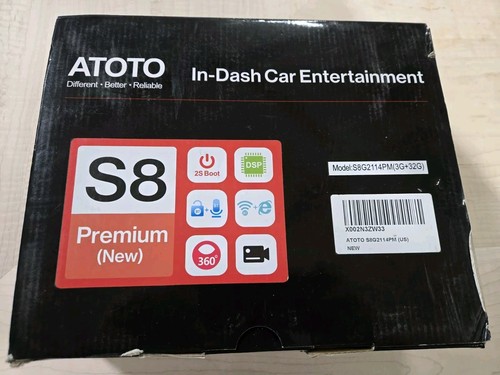 ATOTO
Different • Better • Reliable
In-Dash Car Entertainment
S8
Premium
(New)
2S Boot
DSP
360°
Model:S8G2114PM(3G+32G)
X002N3ZW33
ATOTO S8G2114PM (US)
NEW